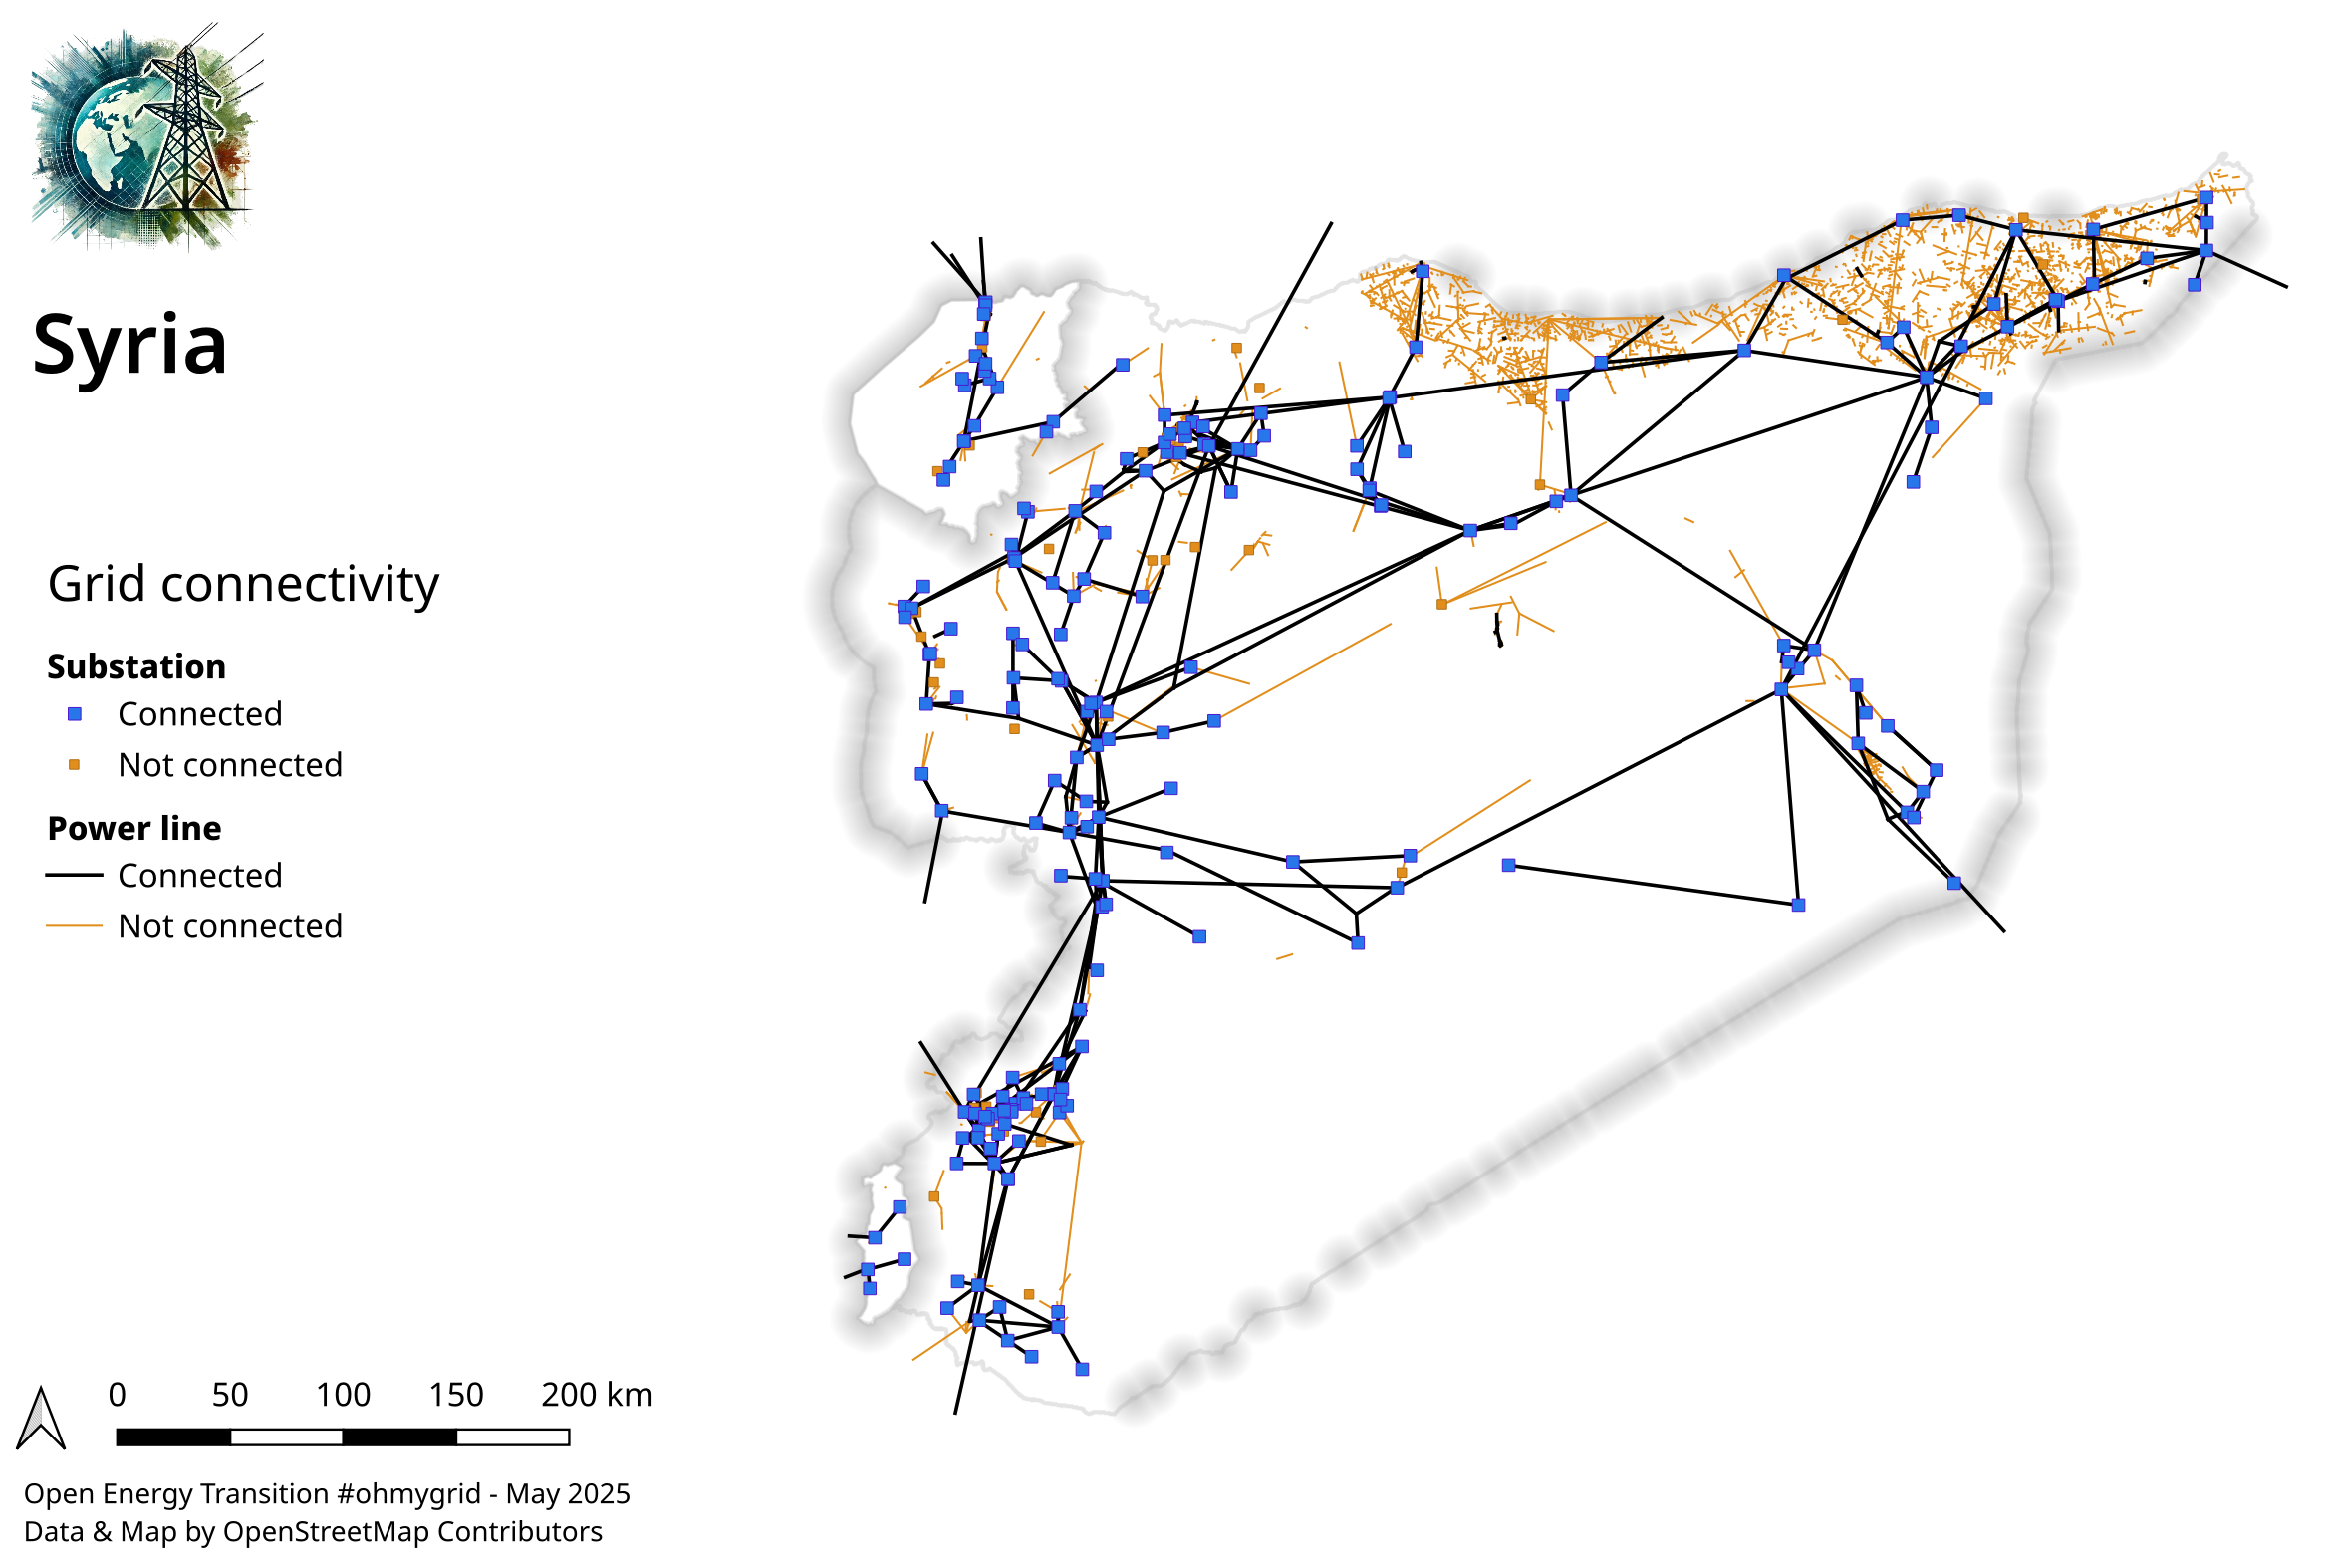 Syria
Grid connectivity
Substation
Connected
Not connected
Power line
Connected
Not connected
0 50 100 150 200 km
Open Energy Transition #ohmygrid - May 2025
Data & Map by OpenStreetMap Contributors